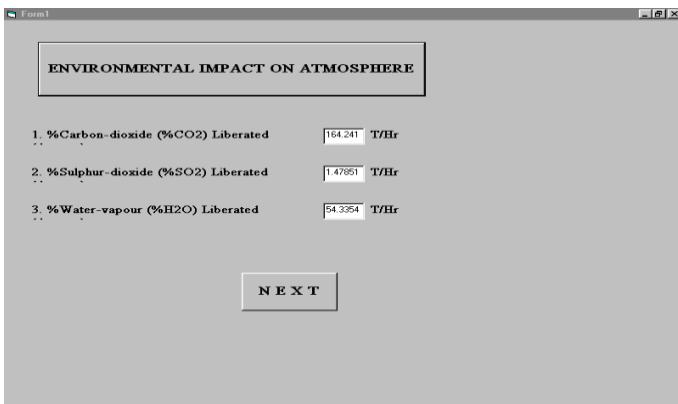 Form1
ENVIRONMENTAL IMPACT ON ATMOSPHERE
1. %Carbon-dioxide (%CO2) Liberated 164.241 T/Hr
2. %Sulphur-dioxide (%SO2) Liberated 1.47851 T/Hr
3. %Water-vapour (%H2O) Liberated 54.3354 T/Hr
N E X T